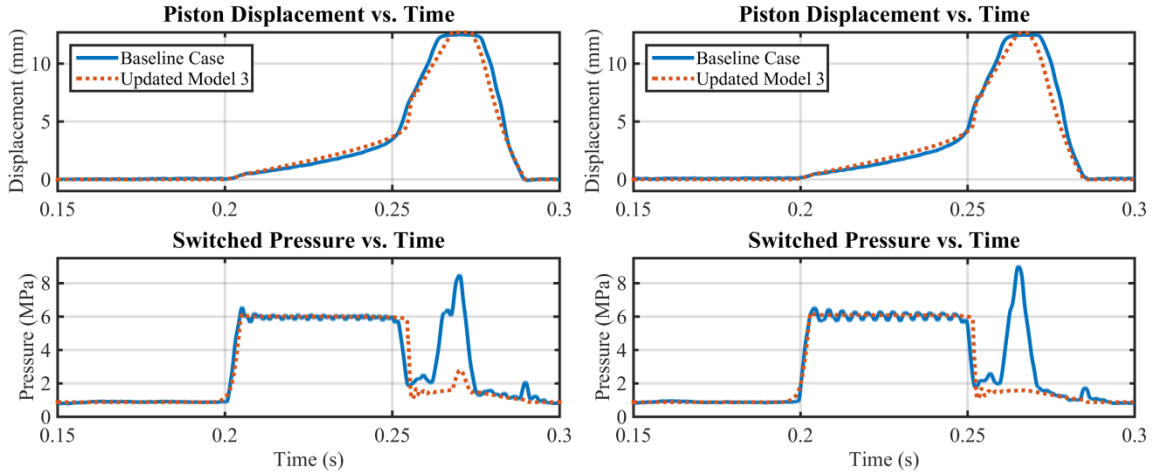 Piston Displacement vs. Time
Displacement (mm)
10
5
0
Baseline Case
Updated Model 3
0.15 0.2 0.25 0.3
Switched Pressure vs. Time
Pressure (MPa)
8
6
4
2
0
0.15 0.2 0.25 0.3
Time (s)
Piston Displacement vs. Time
Displacement (mm)
10
5
0
Baseline Case
Updated Model 3
0.15 0.2 0.25 0.3
Switched Pressure vs. Time
Pressure (MPa)
8
6
4
2
0
0.15 0.2 0.25 0.3
Time (s)